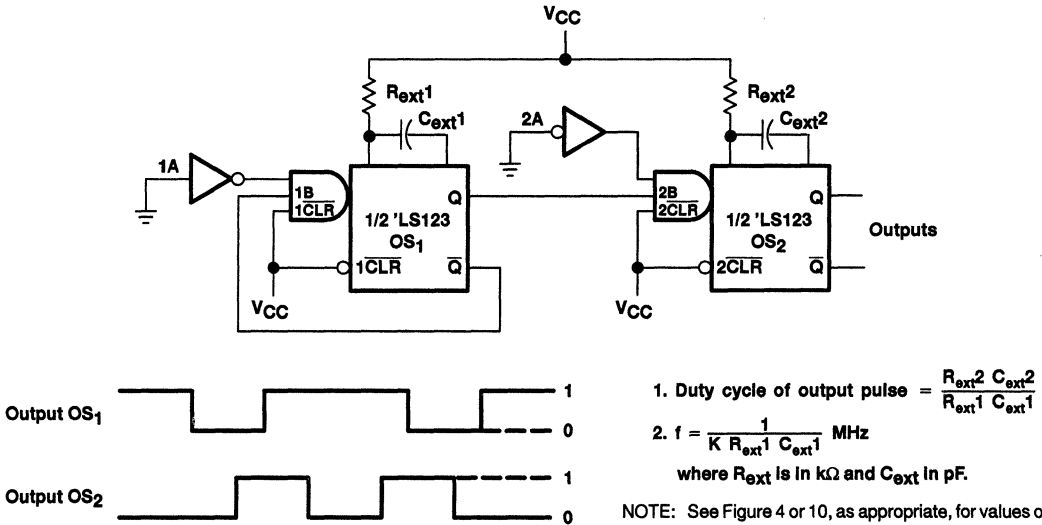 VCC
Rext1
Cext1
2A
Rext2
Cext2
1A
1B
1CLR
Q
1/2 'LS123
OS1
1CLR
Q
VCC
2B
2CLR
Q
1/2 'LS123
OS2
2CLR
Q
VCC
Outputs
Output OS1
1
0
Output OS2
1
0
1. Duty cycle of output pulse = Rext2 Cext2 / Rext1 Cext1
2. f = 1 / K Rext1 Cext1 MHz
where Rext is in kΩ and Cext in pF.
NOTE: See Figure 4 or 10, as appropriate, for values o